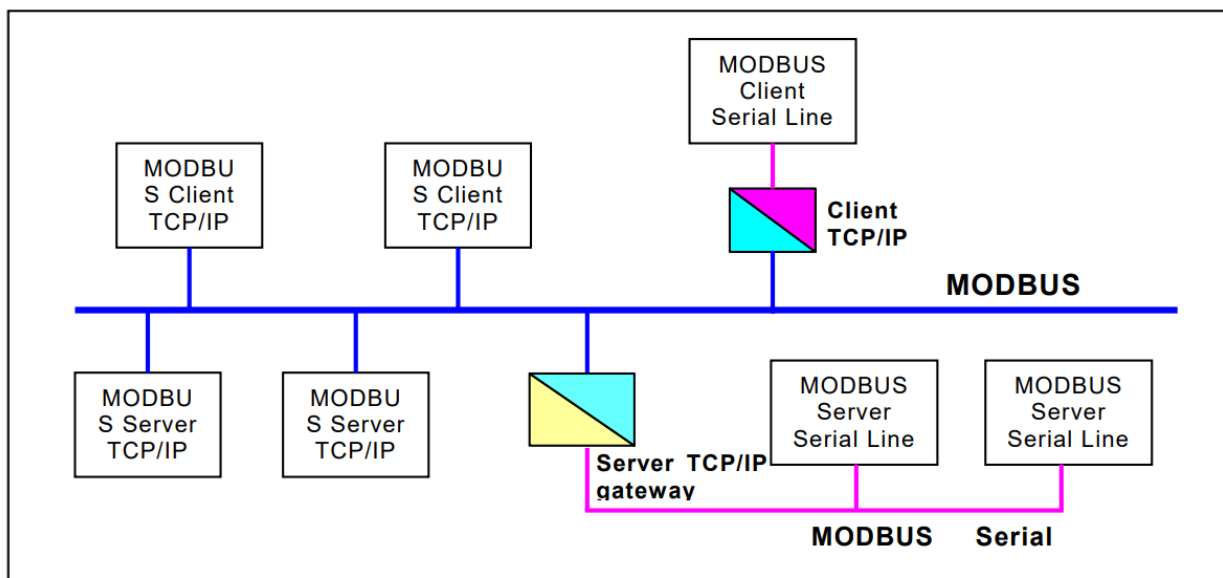 MODBUS
Client
Serial Line
MODBU
S Client
TCP/IP
MODBU
S Client
TCP/IP
Client
TCP/IP
MODBUS
MODBU
S Server
TCP/IP
MODBU
S Server
TCP/IP
Server TCP/IP
gateway
MODBUS
Server
Serial Line
MODBUS
Server
Serial Line
MODBUS Serial